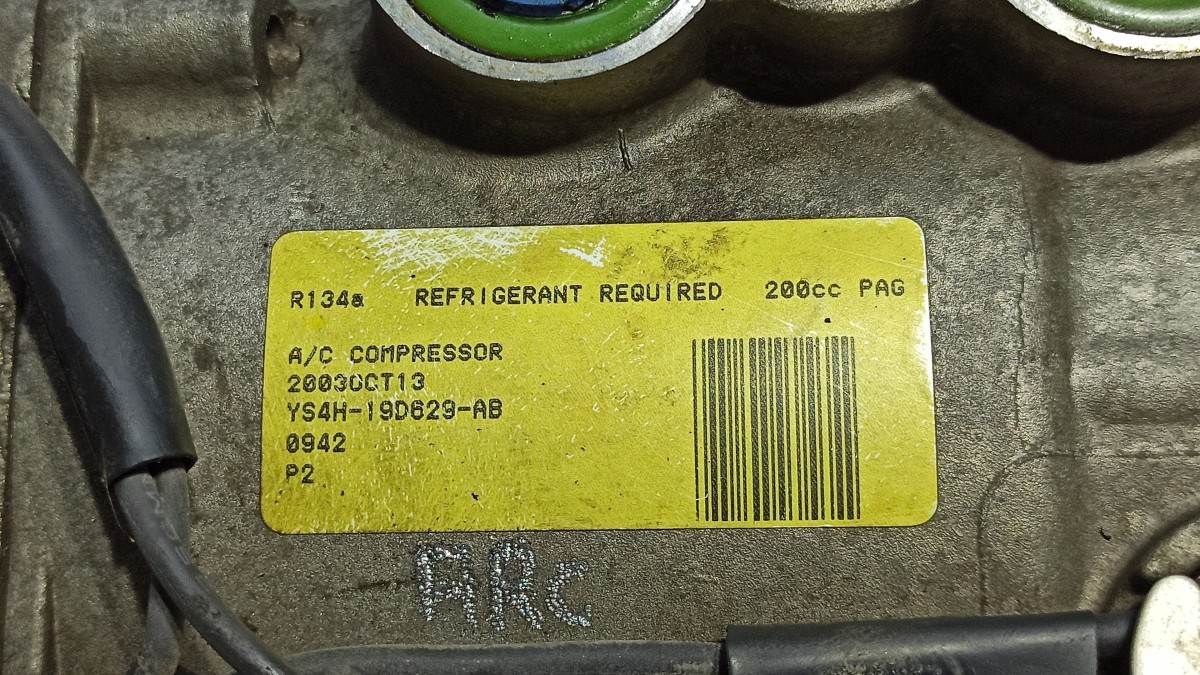 R134a REFRIGERANT REQUIRED 200cc PAG
A/C COMPRESSOR
2003OCT13
YS4H-19D629-AB
0942
P2
ARC